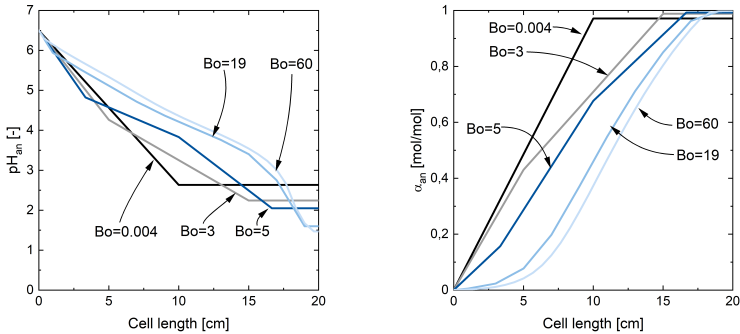 7
6
5
4
3
2
1
0
pHan [-]
0
5
10
15
20
Cell length [cm]
Bo=19
Bo=60
Bo=0.004
Bo=3
Bo=5
1
0,8
0,6
0,4
0,2
0
αan [mol/mol]
0
5
10
15
20
Cell length [cm]
Bo=0.004
Bo=3
Bo=5
Bo=60
Bo=19